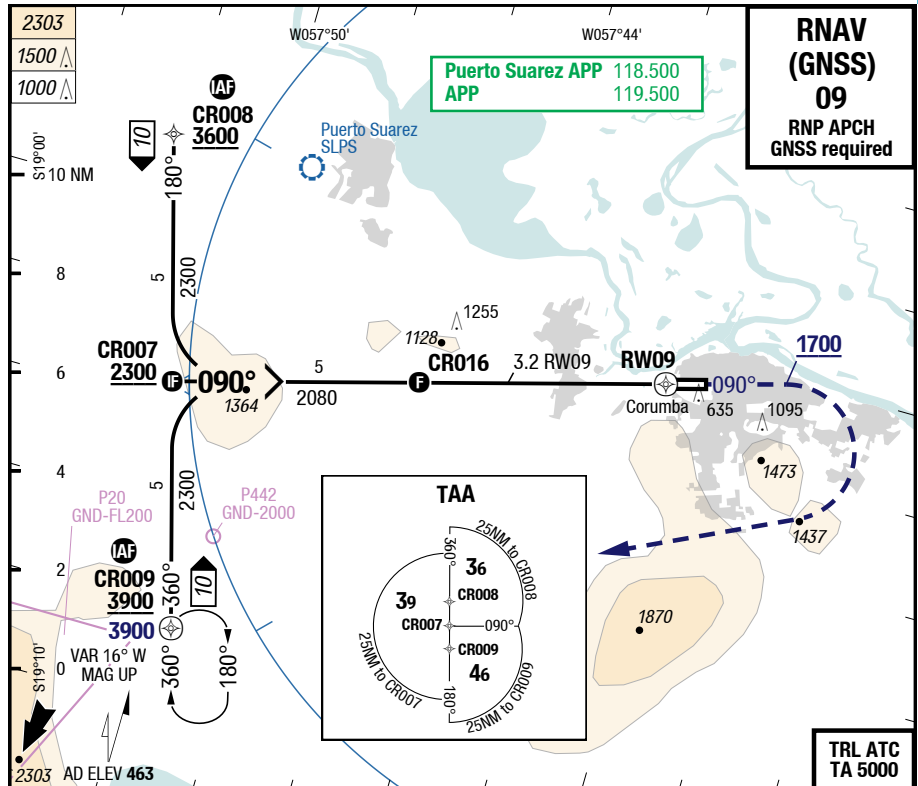 2303
1500
1000
W057°50'
W057°44'
RNAV
(GNSS)
09
RNP APCH
GNSS required
Puerto Suarez APP 118.500
APP 119.500
IAF
CR008
3600
10
180°
Puerto Suarez
SLPS
S19°00'
10 NM
8
6
4
2
0
5
2300
1255
1128
CR007
2300
IF
090°
1364
5
2080
CR016
F
3.2 RW09
RW09
Corumba
090°
1700
635
1095
1473
1437
1870
5
2300
P20
GND-FL200
P442
GND-2000
IAF
CR009
3900
3900
360°
10
VAR 16° W
MAG UP
360°
180°
S19°10'
2303
AD ELEV 463
TAA
25NM to CR008
360°
36
CR008
39
CR007
090°
CR009
46
180°
25NM to CR007
25NM to CR009
TRL ATC
TA 5000